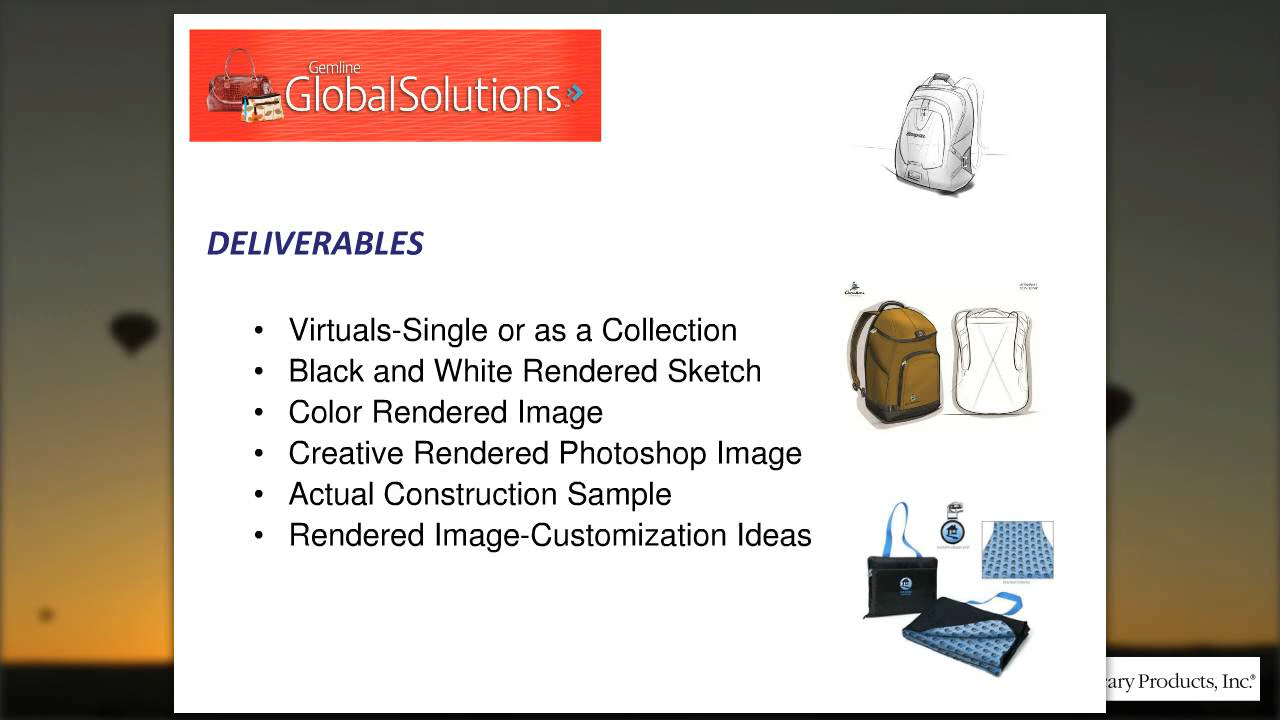 Gemline
GlobalSolutions
DELIVERABLES
• Virtuals-Single or as a Collection
• Black and White Rendered Sketch
• Color Rendered Image
• Creative Rendered Photoshop Image
• Actual Construction Sample
• Rendered Image-Customization Ideas
cary Products, Inc.®